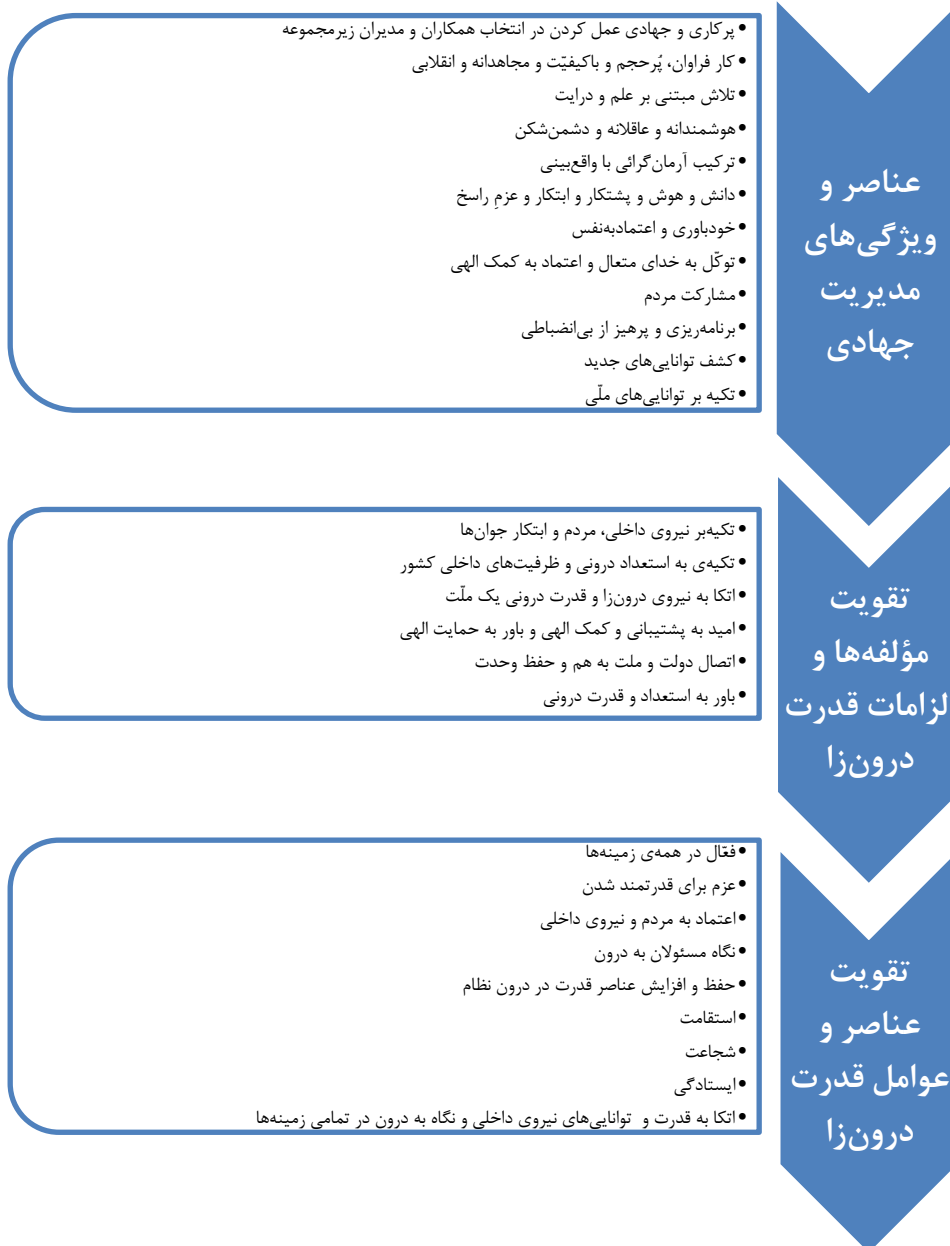 عناصر و
ویژگی‌های
مدیریت
جهادی
•پرکاری و جهادی عمل کردن در انتخاب همکاران و مدیران زیرمجموعه
•کار فراوان، پُرحجم و باکیفیّت و مجاهدانه و انقلابی
•تلاش مبتنی بر علم و درایت
•هوشمندانه و عاقلانه و دشمن‌شکن
•ترکیب آرمان‌گرائی با واقع‌بینی
•دانش و هوش و پشتکار و ابتکار و عزمِ راسخ
•خودباوری و اعتمادبه‌نفس
•توکّل به خدای متعال و اعتماد به کمک الهی
•مشارکت مردم
•برنامه‌ریزی و پرهیز از بی‌انضباطی
•کشف توانایی‌های جدید
•تکیه بر توانایی‌های ملّی
تقویت
مؤلفه‌ها و
لزامات قدرت
درون‌زا
•تکیه‌بر نیروی داخلی، مردم و ابتکار جوان‌ها
•تکیه‌ی به استعداد درونی و ظرفیت‌های داخلی کشور
•اتکا به نیروی درون‌زا و قدرت درونی یک ملّت
•امید به پشتیبانی و کمک الهی و باور به حمایت الهی
•اتصال دولت و ملت به هم و حفظ وحدت
•باور به استعداد و قدرت درونی
تقویت
عناصر و
عوامل قدرت
درون‌زا
•فعّال در همه‌ی زمینه‌ها
•عزم برای قدرتمند شدن
•اعتماد به مردم و نیروی داخلی
•نگاه مسئولان به درون
•حفظ و افزایش عناصر قدرت در درون نظام
•استقامت
•شجاعت
•ایستادگی
•اتکا به قدرت و توانایی‌های نیروی داخلی و نگاه به درون در تمامی زمینه‌ها